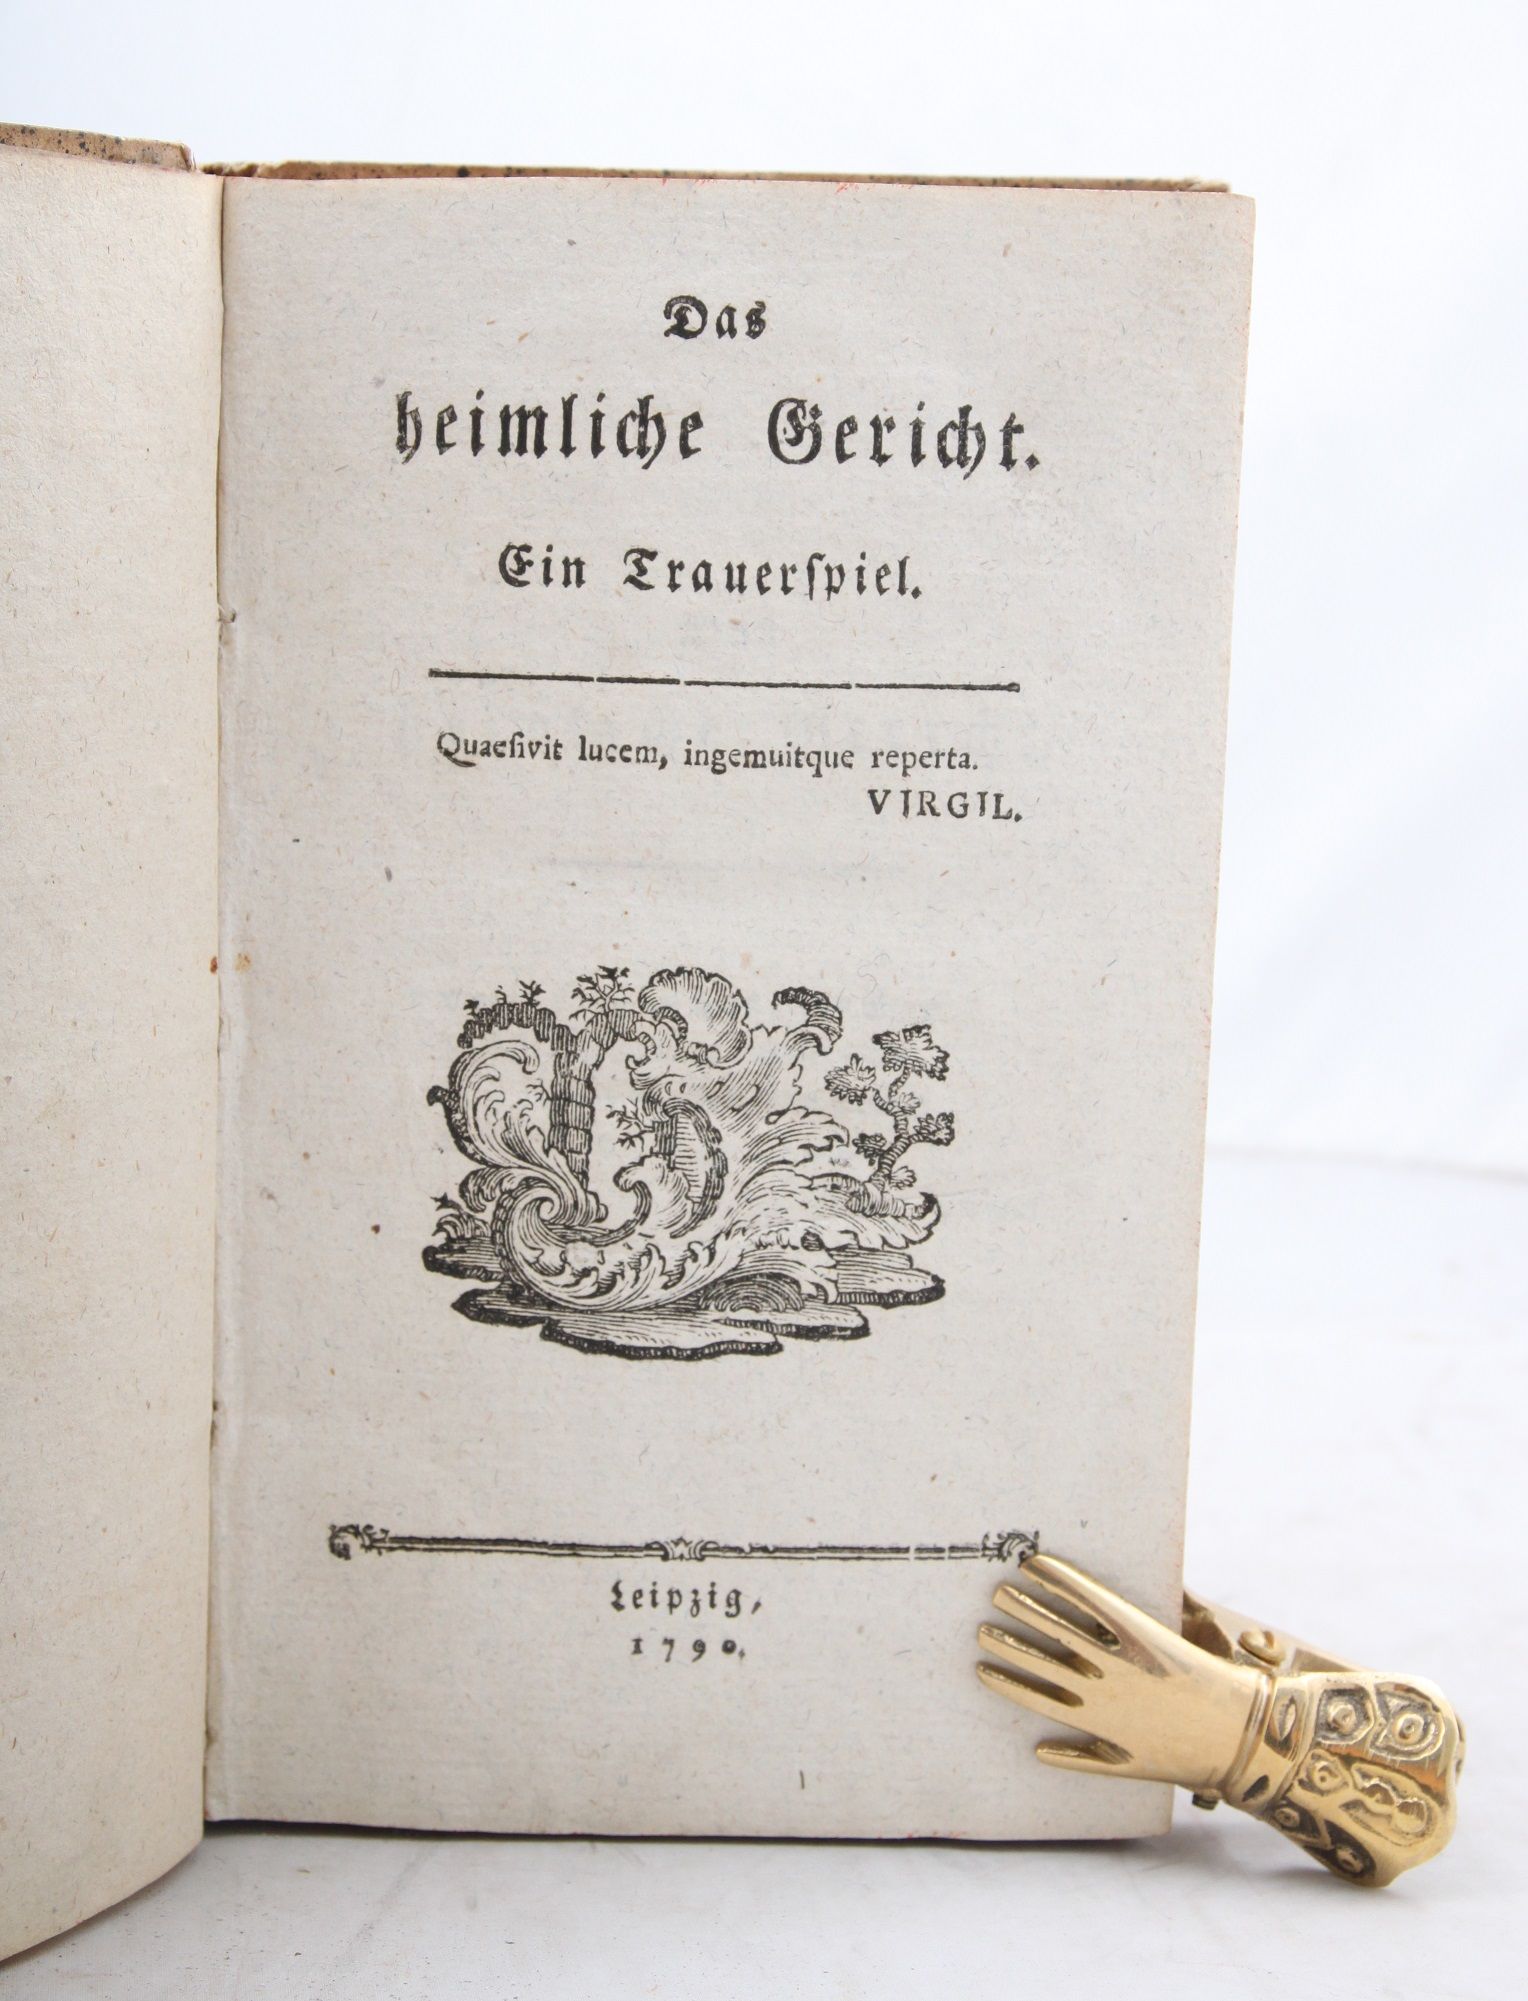 Das
heimliche Gericht.
Ein Trauerſpiel.
Quaeſivit lucem, ingemuitque reperta.
VIRGIL.
Leipzig,
1790.